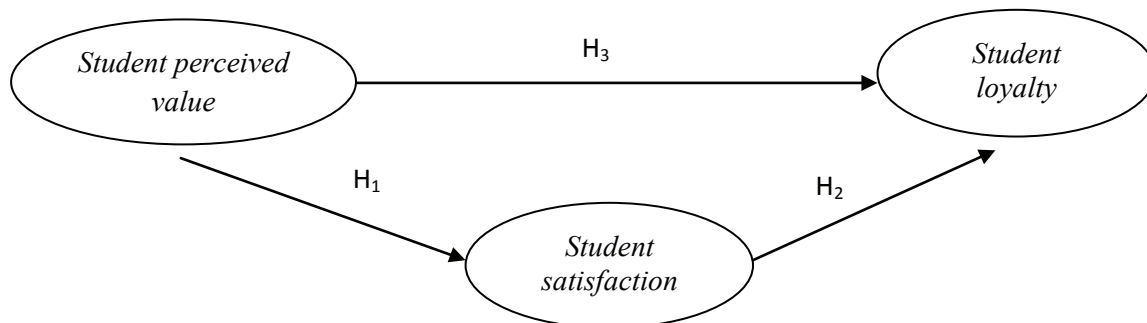 Student perceived
value
H₃
Student
loyalty
H₁
H₂
Student
satisfaction